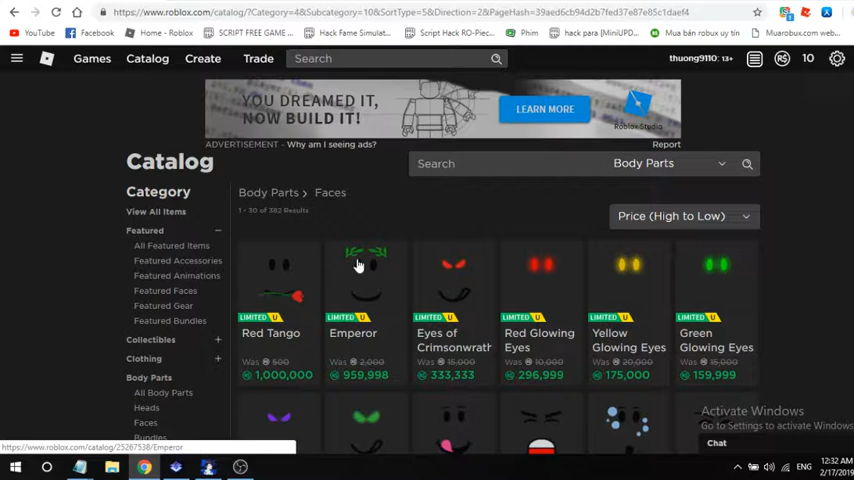 https://www.roblox.com/catalog/?Category=4&Subcategory=10&SortType=5&Direction=2&PageHash=39aed6cb94d2b7fed37e87e85c1daef4
YouTube Facebook Home - Roblox SCRIPT FREE GAME ... Hack Fame Simulat... Script Hack RO-Piec... hack para [MiniUPD... Phim Mua bán robux uy tín Muarobux.com web...
Games Catalog Create Trade Search thuong9110: 13+ 10
YOU DREAMED IT,
NOW BUILD IT!
LEARN MORE
Roblox Studio
ADVERTISEMENT - Why am I seeing ads? Report
Catalog Search Body Parts
Category
Body Parts > Faces
View All Items
1 - 30 of 382 Results
Price (High to Low)
Featured
All Featured Items
Featured Accessories
Featured Animations
Featured Faces
Featured Gear
Featured Bundles
Collectibles
Clothing
Body Parts
All Body Parts
Heads
Faces
Bundles
LIMITED U
Red Tango
Was 500
1,000,000
LIMITED U
Emperor
Was 2,000
959,998
LIMITED U
Eyes of
Crimsonwrath
Was 15,000
333,333
LIMITED U
Red Glowing
Eyes
Was 10,000
296,999
LIMITED U
Yellow
Glowing Eyes
Was 20,000
175,000
LIMITED U
Green
Glowing Eyes
Was 15,000
159,999
Activate Windows
Go to Settings to activate Windows
Chat
https://www.roblox.com/catalog/25267538/Emperor
ENG
12:32 AM
2/17/2019